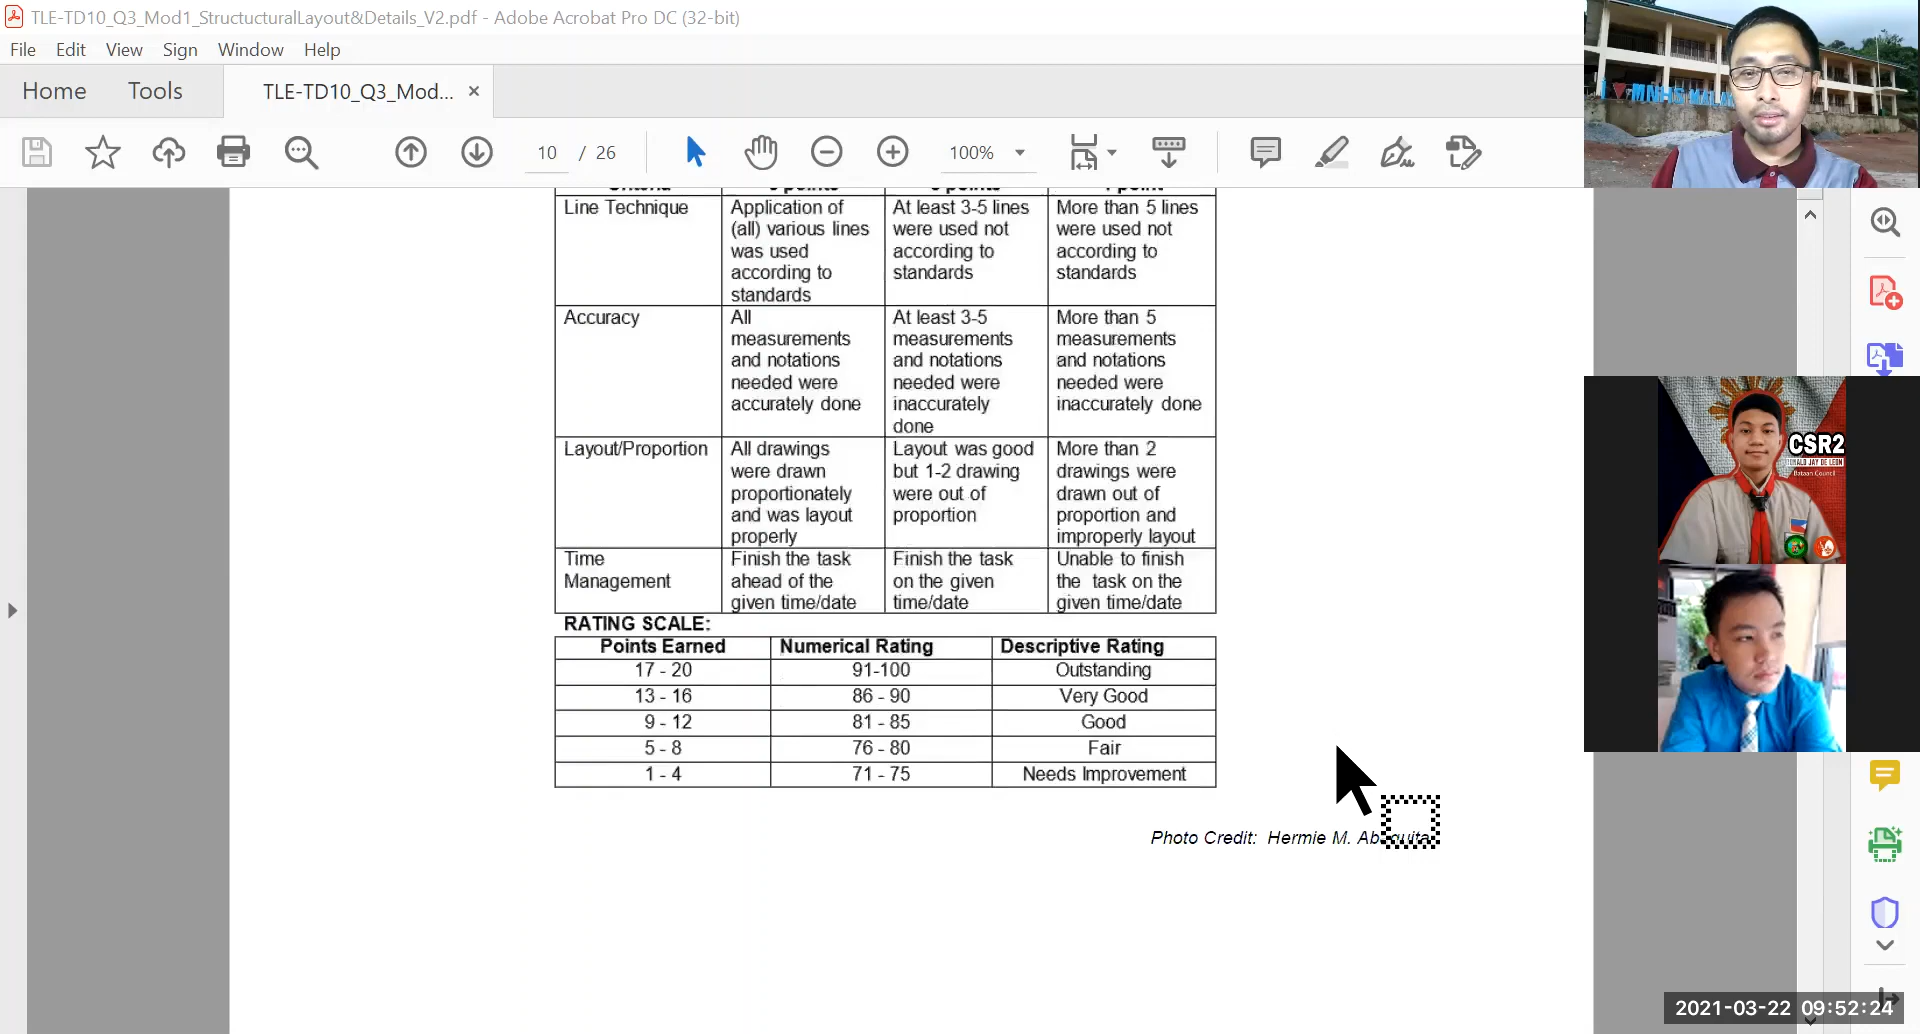 TLE-TD10_Q3_Mod1_StructucturalLayout&Details_V2.pdf - Adobe Acrobat Pro DC (32-bit)
File Edit View Sign Window Help
Home Tools TLE-TD10_Q3_Mod... ×
10 / 26 100%
Line Technique
Application of
(all) various lines
was used
according to
standards
At least 3-5 lines
were used not
according to
standards
More than 5 lines
were used not
according to
standards
Accuracy
All
measurements
and notations
needed were
accurately done
At least 3-5
measurements
and notations
needed were
inaccurately
done
More than 5
measurements
and notations
needed were
inaccurately done
Layout/Proportion
All drawings
were drawn
proportionately
and was layout
properly
Layout was good
but 1-2 drawing
were out of
proportion
More than 2
drawings were
drawn out of
proportion and
improperly layout
Time
Management
Finish the task
ahead of the
given time/date
Finish the task
on the given
time/date
Unable to finish
the task on the
given time/date
RATING SCALE:
Points Earned Numerical Rating Descriptive Rating
17 - 20 91-100 Outstanding
13 - 16 86 - 90 Very Good
9 - 12 81 - 85 Good
5 - 8 76 - 80 Fair
1 - 4 71 - 75 Needs Improvement
Photo Credit: Hermie M.
I ♥ MNHS
CSR2
JAY DE LEON
Bataan Council
2021-03-22 09:52:24